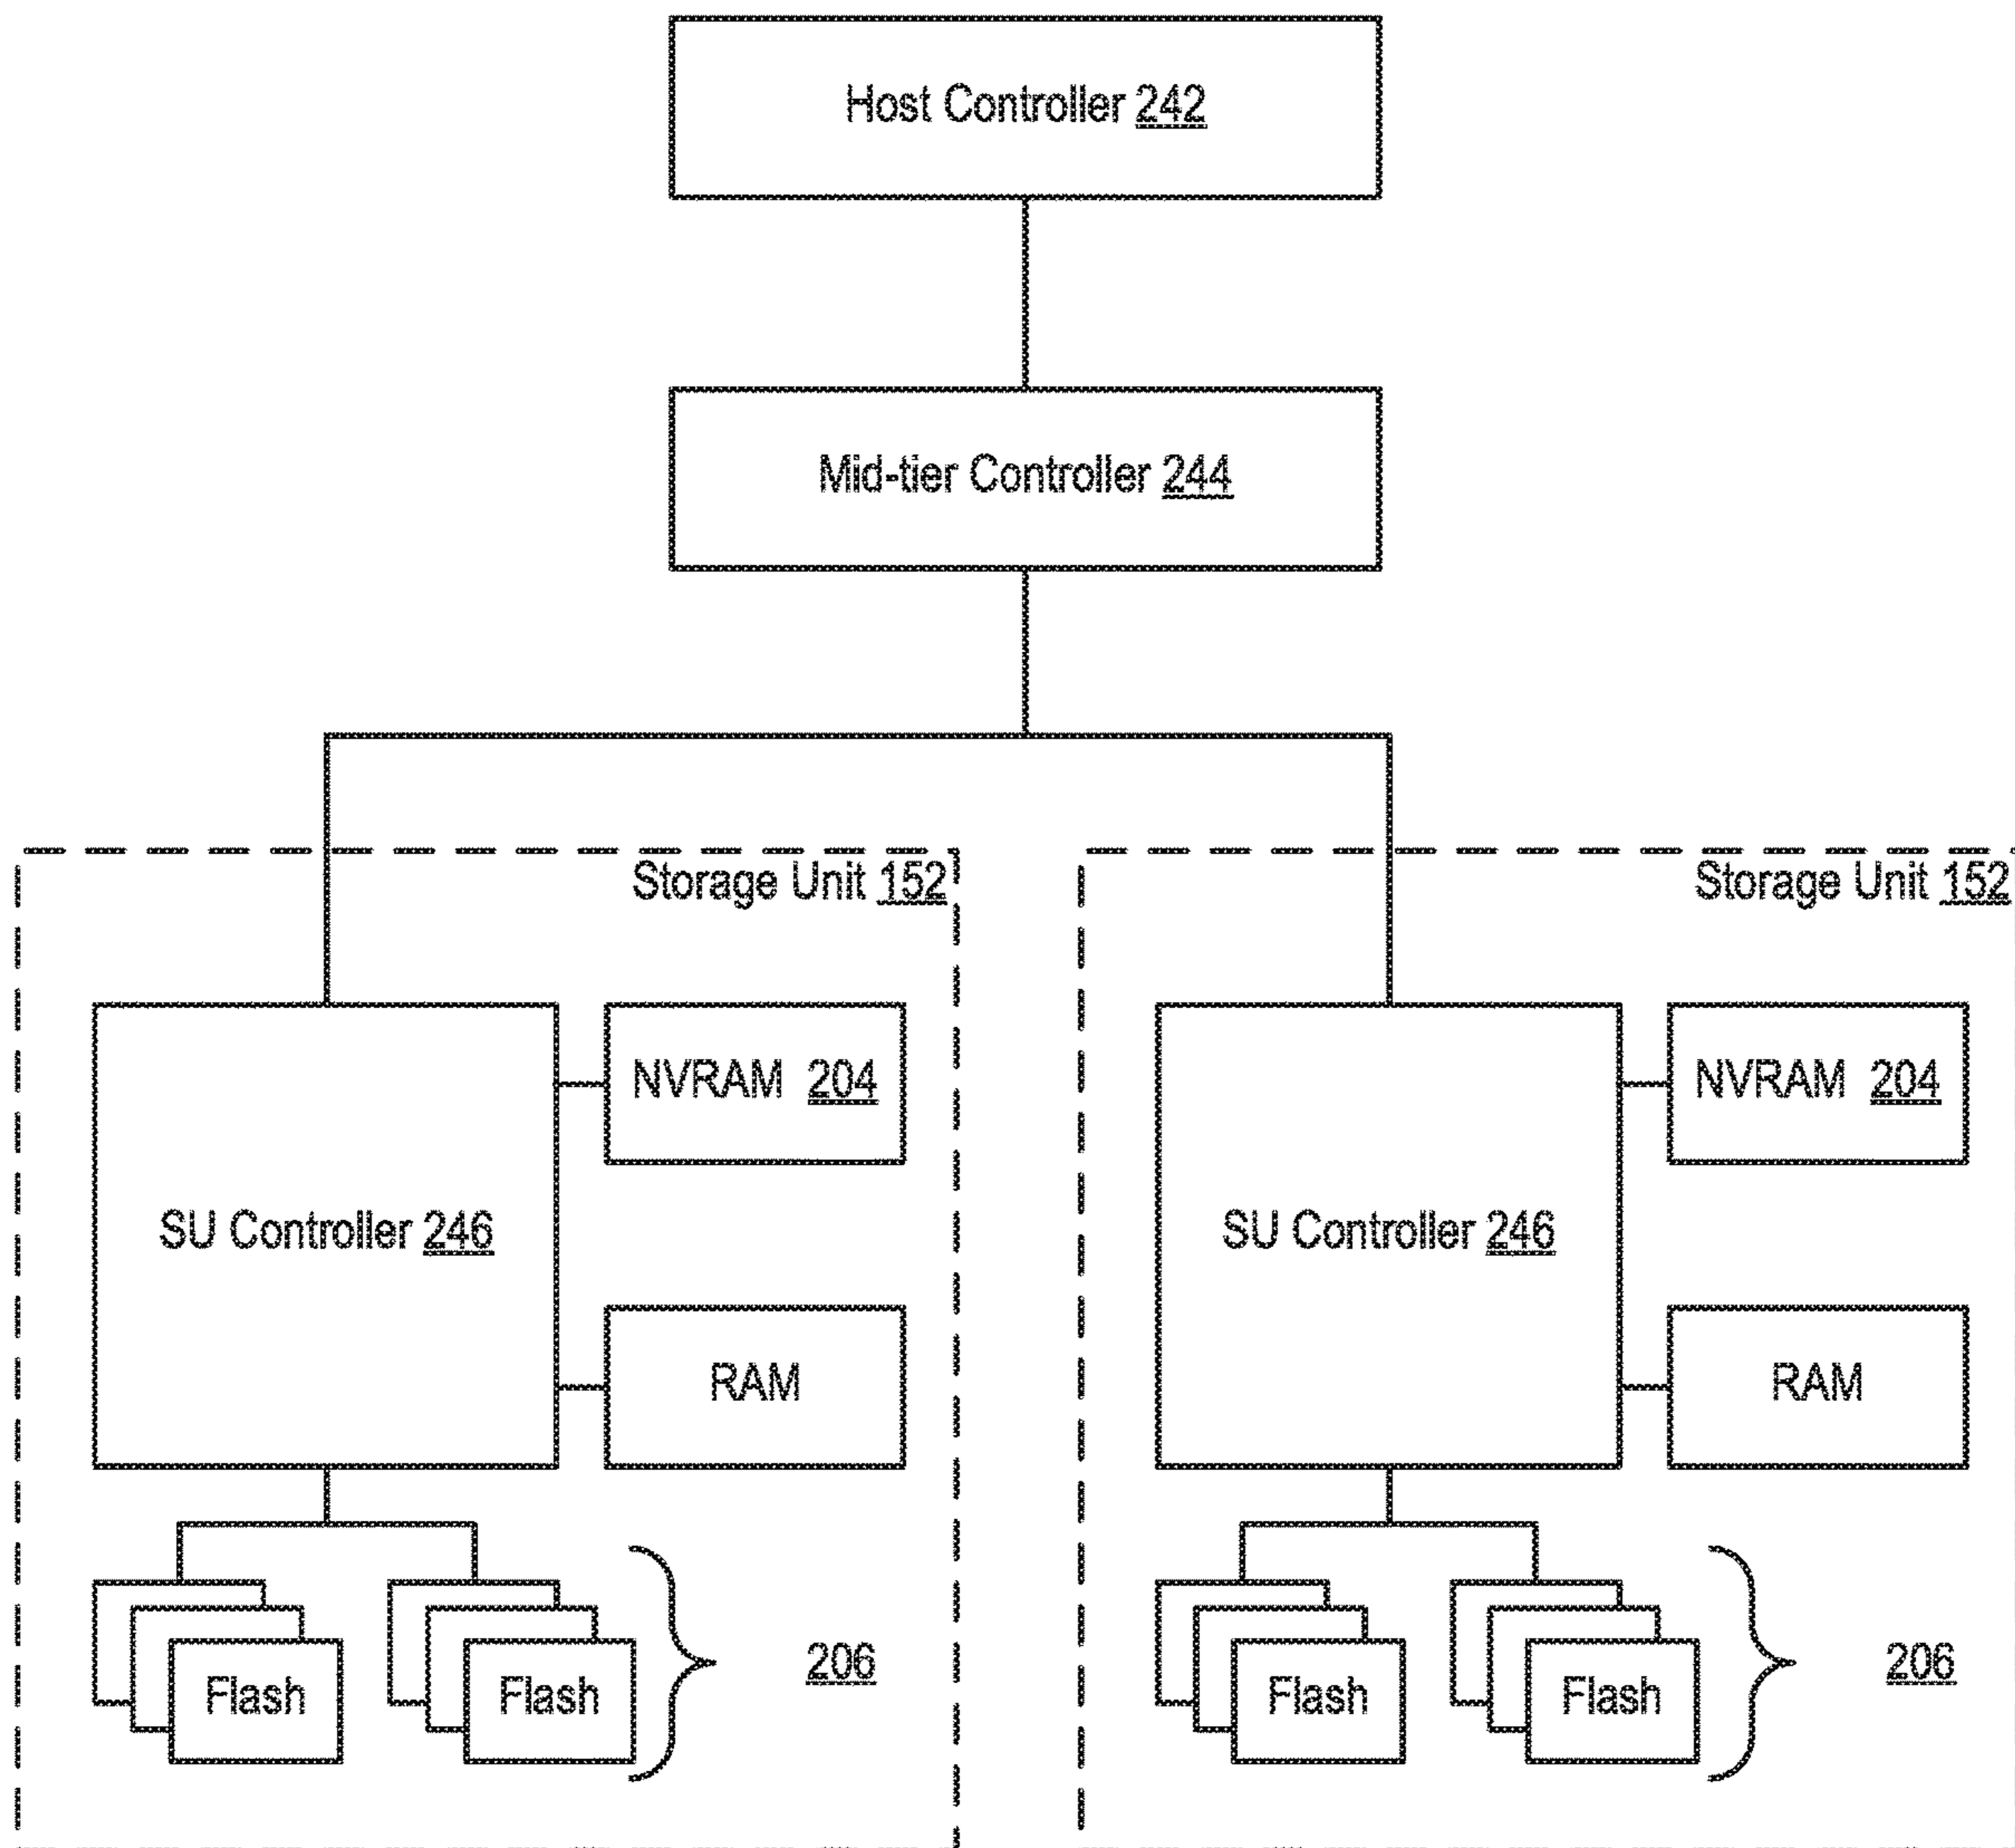 Host Controller 242
Mid-tier Controller 244
Storage Unit 152
Storage Unit 152
NVRAM 204
NVRAM 204
SU Controller 246
SU Controller 246
RAM
RAM
206
206
Flash
Flash
Flash
Flash